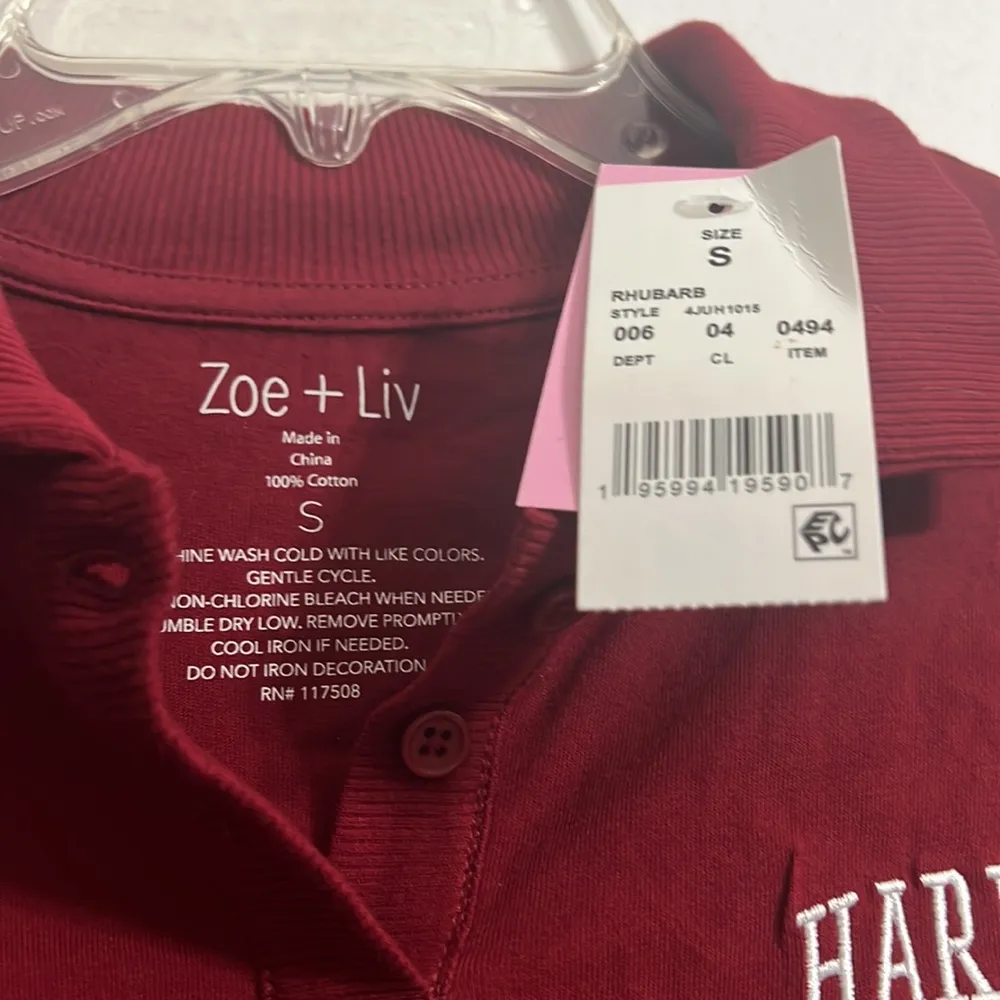 UP.
Zoe + Liv
Made in
China
100% Cotton
S
HINE WASH COLD WITH LIKE COLORS.
GENTLE CYCLE.
NON-CHLORINE BLEACH WHEN NEEDE
UMBLE DRY LOW. REMOVE PROMPTL
COOL IRON IF NEEDED.
DO NOT IRON DECORATION
RN# 117508
SIZE
S
RHUBARB
STYLE 4JUH1015
006 04 0494
DEPT CL ITEM
1 95994 19590 7
EPC
HAR